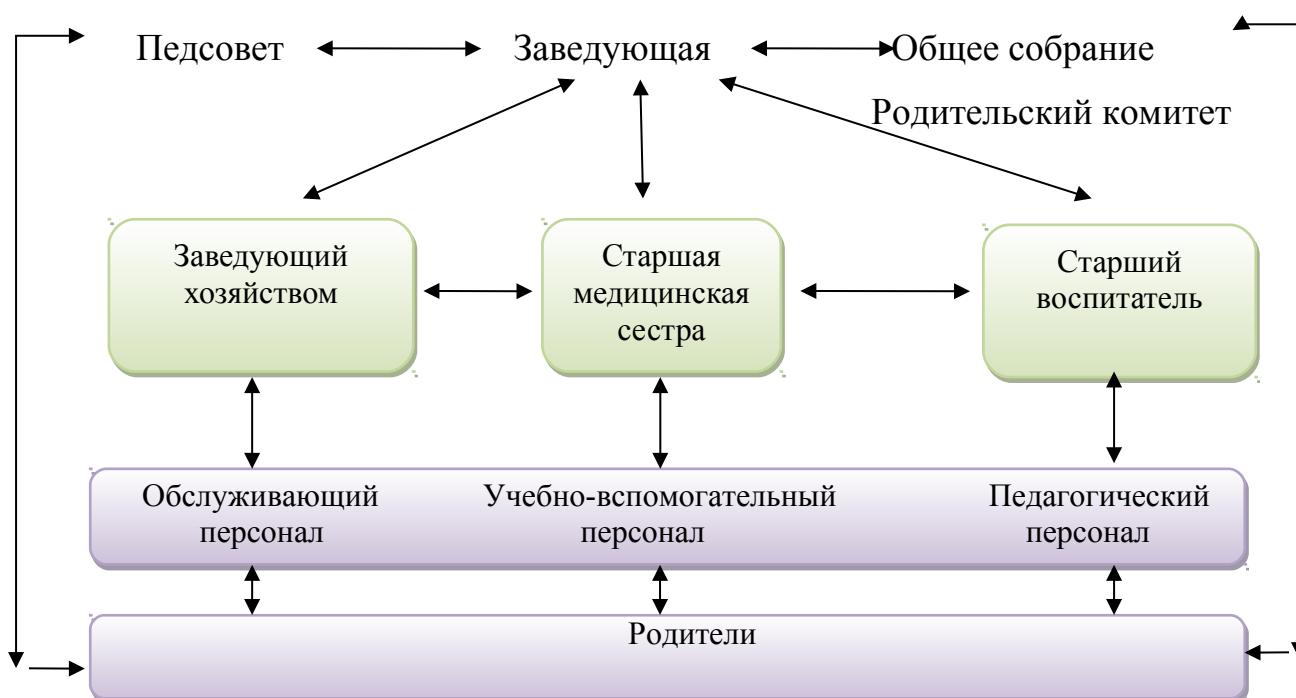 Педсовет Заведующая Общее собрание
Родительский комитет
Заведующий
хозяйством
Старшая
медицинская
сестра
Старший
воспитатель
Обслуживающий
персонал
Учебно-вспомогательный
персонал
Педагогический
персонал
Родители